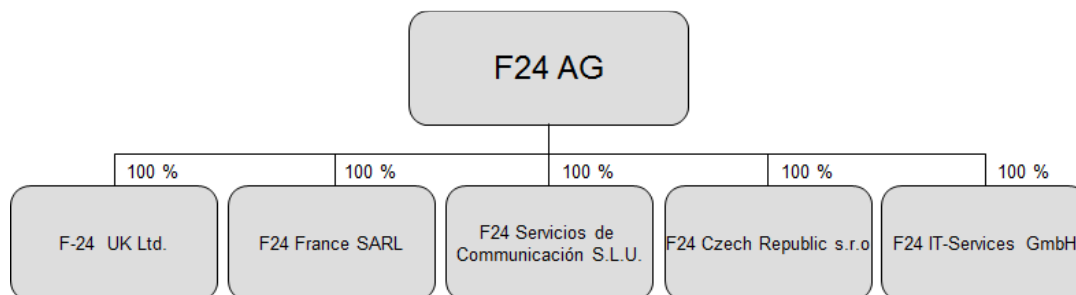 F24 AG
100 %
100 %
100 %
100 %
100 %
F-24 UK Ltd.
F24 France SARL
F24 Servicios de
Communicación S.L.U.
F24 Czech Republic s.r.o
F24 IT-Services GmbH